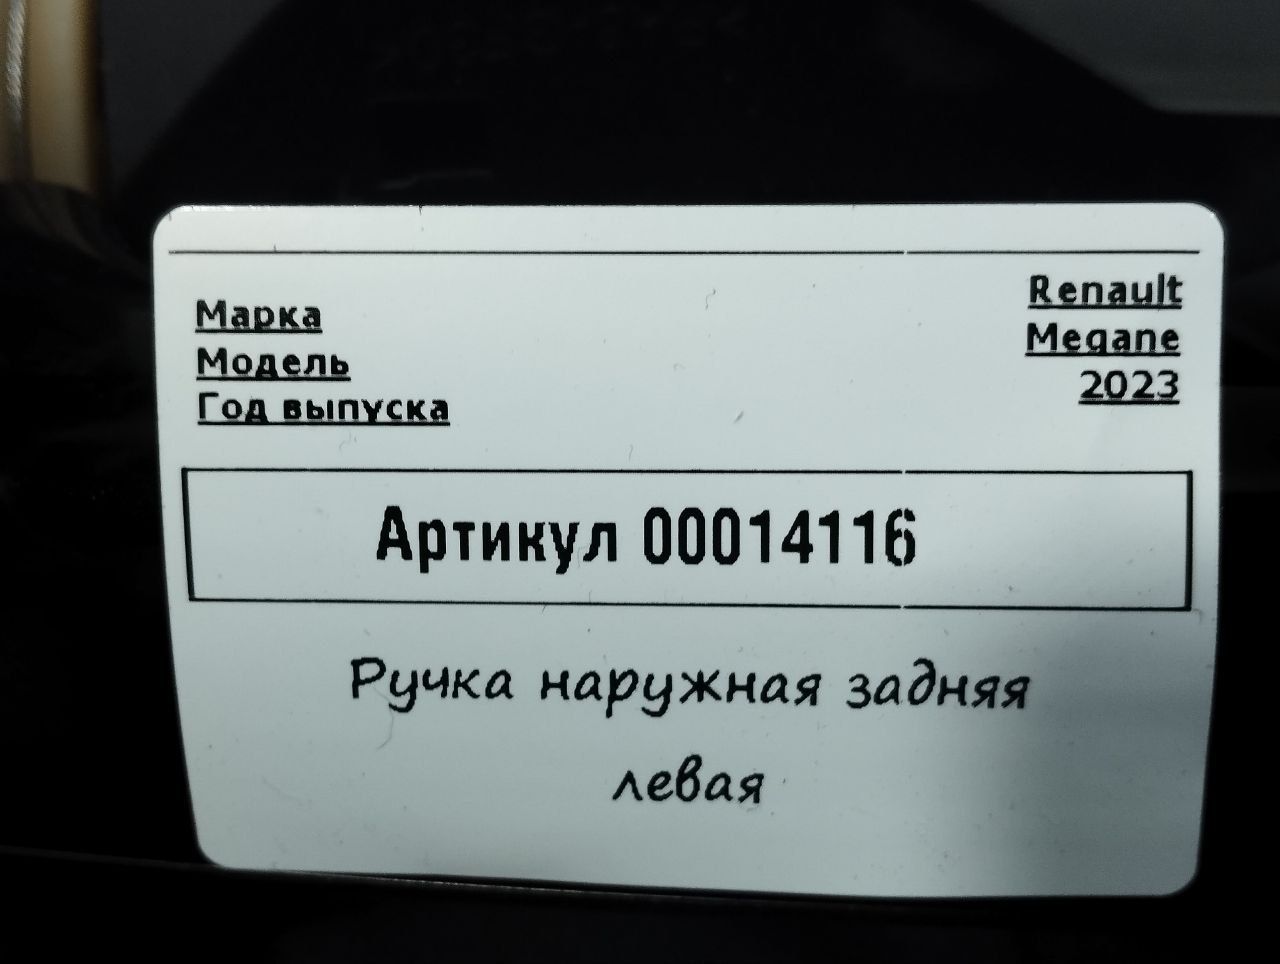 Марка Renault
Модель Megane
Год выпуска 2023
Артикул 00014116
Ручка наружная задняя
левая